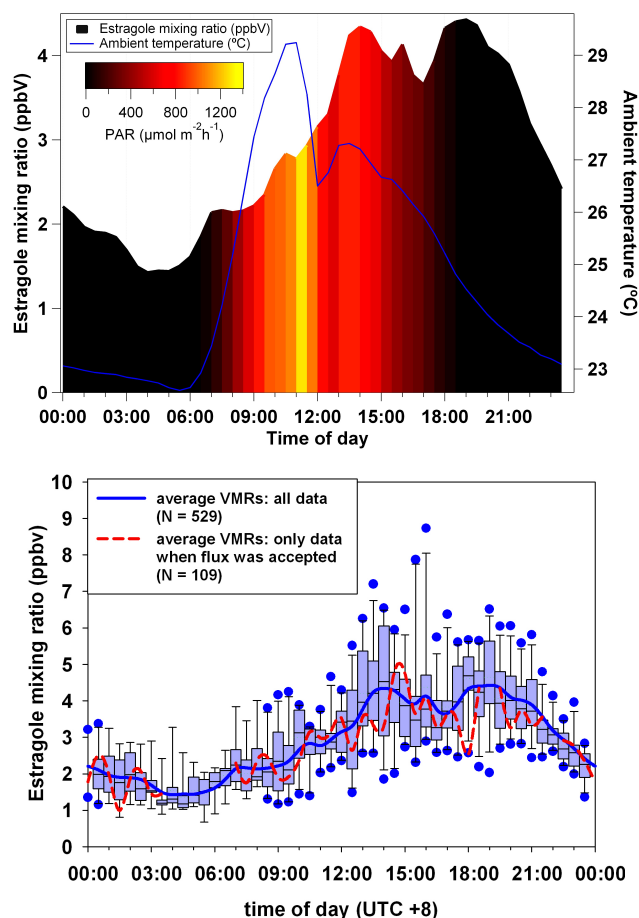 Estragole mixing ratio (ppbV)
Ambient temperature (ºC)
0 400 800 1200
PAR (µmol m⁻²h⁻¹)
Estragole mixing ratio (ppbV)
4
3
2
1
0
Ambient temperature (ºC)
29
28
27
26
25
24
23
00:00 03:00 06:00 09:00 12:00 15:00 18:00 21:00
Time of day
average VMRs: all data
(N = 529)
average VMRs: only data
when flux was accepted
(N = 109)
Estragole mixing ratio (ppbv)
10
9
8
7
6
5
4
3
2
1
0
00:00 03:00 06:00 09:00 12:00 15:00 18:00 21:00 00:00
time of day (UTC +8)